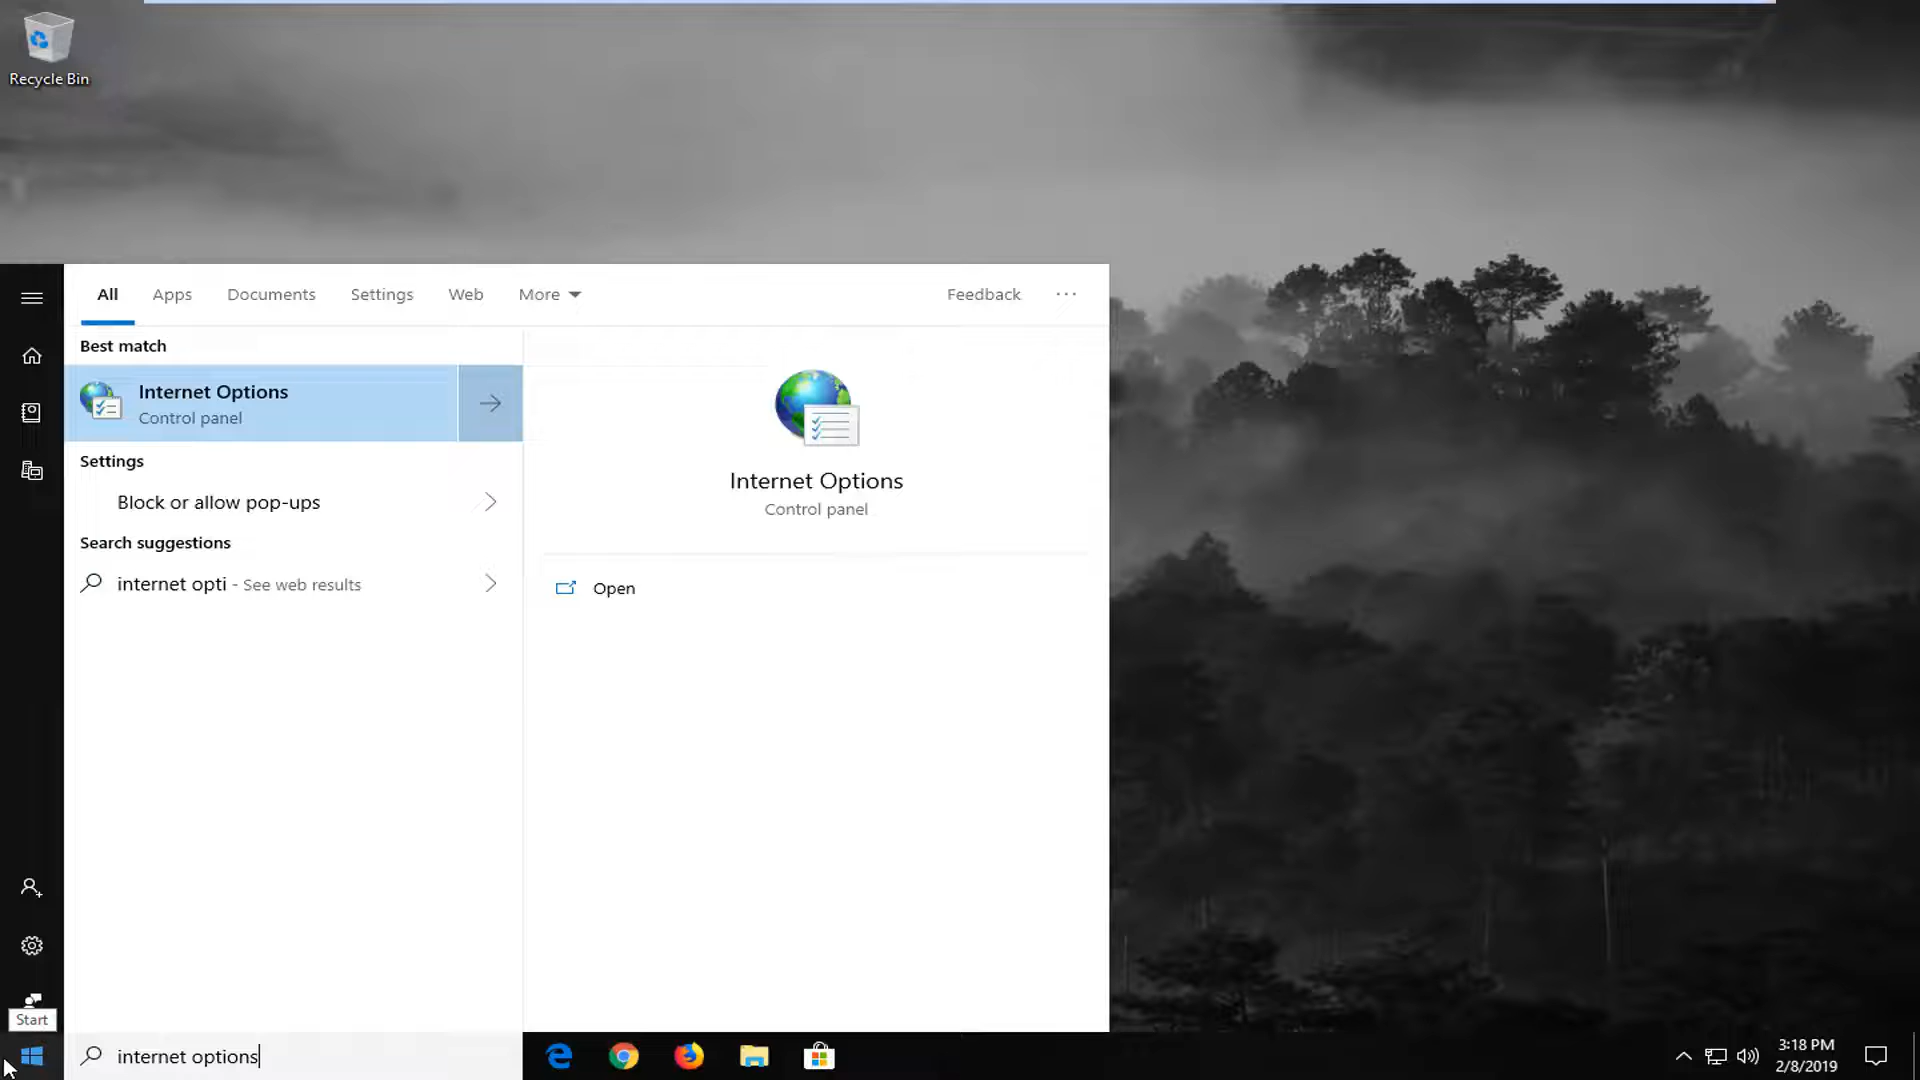 Recycle Bin
All Apps Documents Settings Web More Feedback
Best match
Internet Options
Control panel
Settings
Block or allow pop-ups
Search suggestions
internet opti - See web results
Internet Options
Control panel
Open
Start
internet options
3:18 PM
2/8/2019